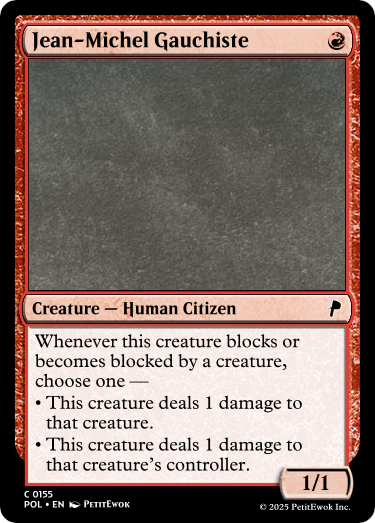 Jean-Michel Gauchiste
Creature — Human Citizen
Whenever this creature blocks or
becomes blocked by a creature,
choose one —
• This creature deals 1 damage to
that creature.
• This creature deals 1 damage to
that creature's controller.
1/1
C 0155
POL • EN PetitEwok
© 2025 PetitEwok Inc.